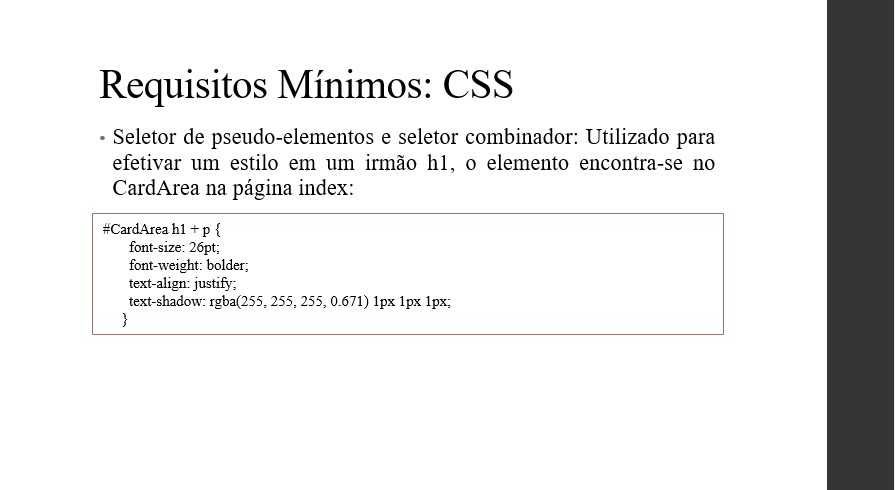 Requisitos Mínimos: CSS
• Seletor de pseudo-elementos e seletor combinador: Utilizado para
efetivar um estilo em um irmão h1, o elemento encontra-se no
CardArea na página index:
#CardArea h1 + p {
font-size: 26pt;
font-weight: bolder;
text-align: justify;
text-shadow: rgba(255, 255, 255, 0.671) 1px 1px 1px;
}